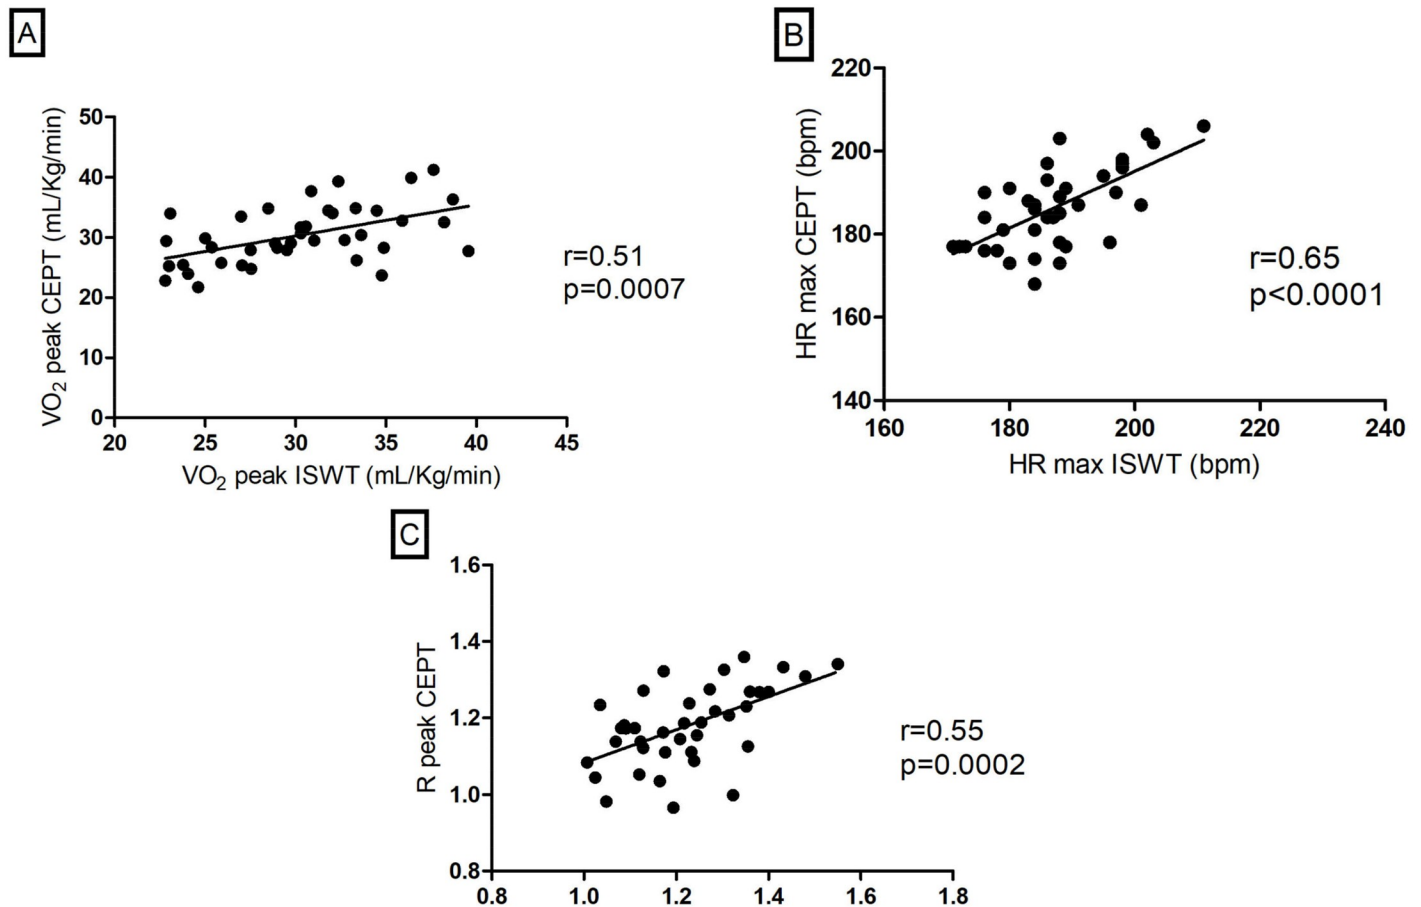 A
50
40
30
20
10
0
20 25 30 35 40 45
VO2 peak CEPT (mL/Kg/min)
VO2 peak ISWT (mL/Kg/min)
r=0.51
p=0.0007
B
220
200
180
160
140
160 180 200 220 240
HR max CEPT (bpm)
HR max ISWT (bpm)
r=0.65
p<0.0001
C
1.6
1.4
1.2
1.0
0.8
0.8 1.0 1.2 1.4 1.6 1.8
R peak CEPT
r=0.55
p=0.0002